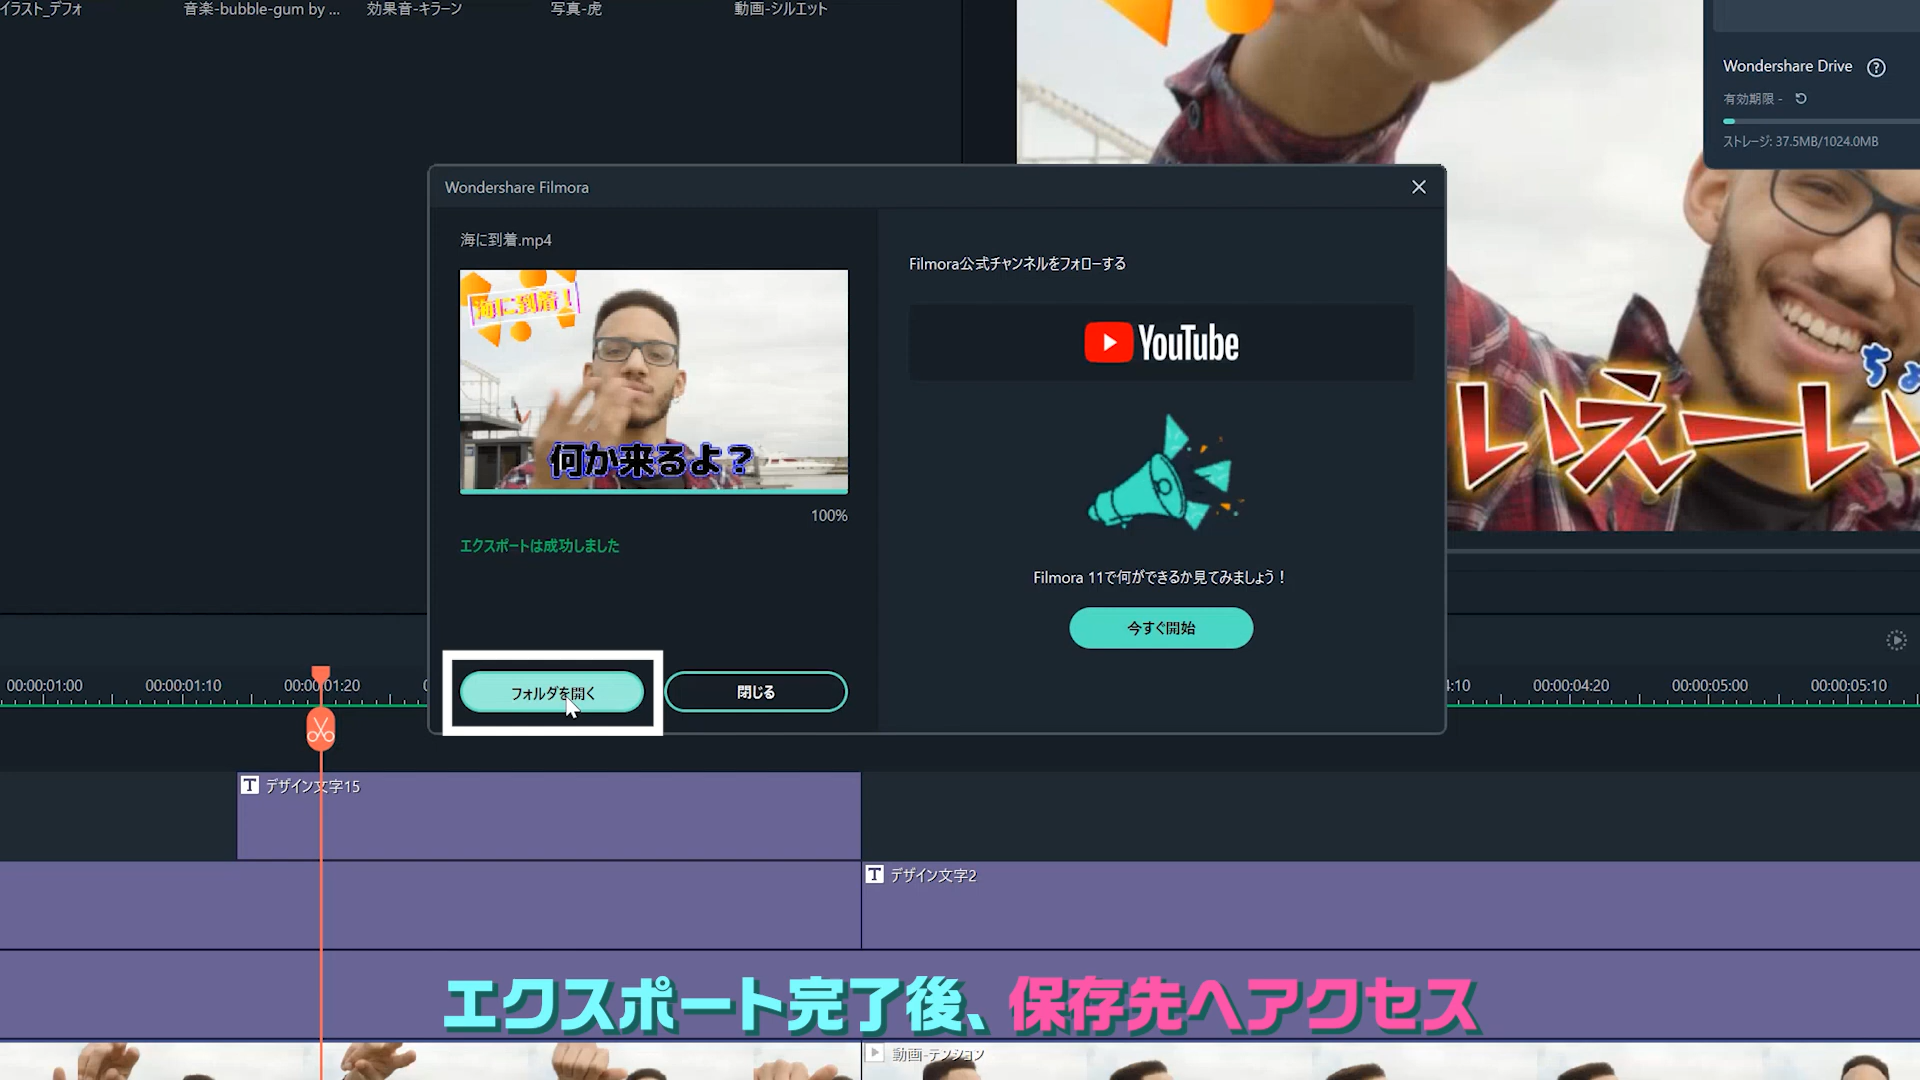 イラスト_デフォ
音楽-bubble-gum by ...
効果音-キラーン
写真-虎
動画-シルエット
Wondershare Drive
有効期限 -
ストレージ: 37.5MB/1024.0MB
Wondershare Filmora
海に到着.mp4
海に到着！
何か来るよ？
100%
エクスポートは成功しました
フォルダを開く
閉じる
Filmora公式チャンネルをフォローする
YouTube
Filmora 11で何ができるか見てみましょう！
今すぐ開始
ちょ
いえーい
00:00:01:00
00:00:01:10
00:00:01:20
:10
00:00:04:20
00:00:05:00
00:00:05:10
デザイン文字15
デザイン文字2
エクスポート完了後、保存先へアクセス
動画-テンション